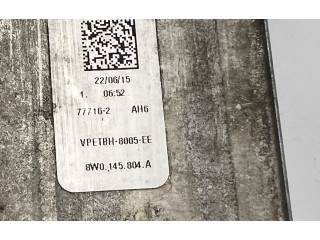 22/06/15
1. 06:52
77716-2 AH6
VPETBH-8005-EE
8W0.145.804.A